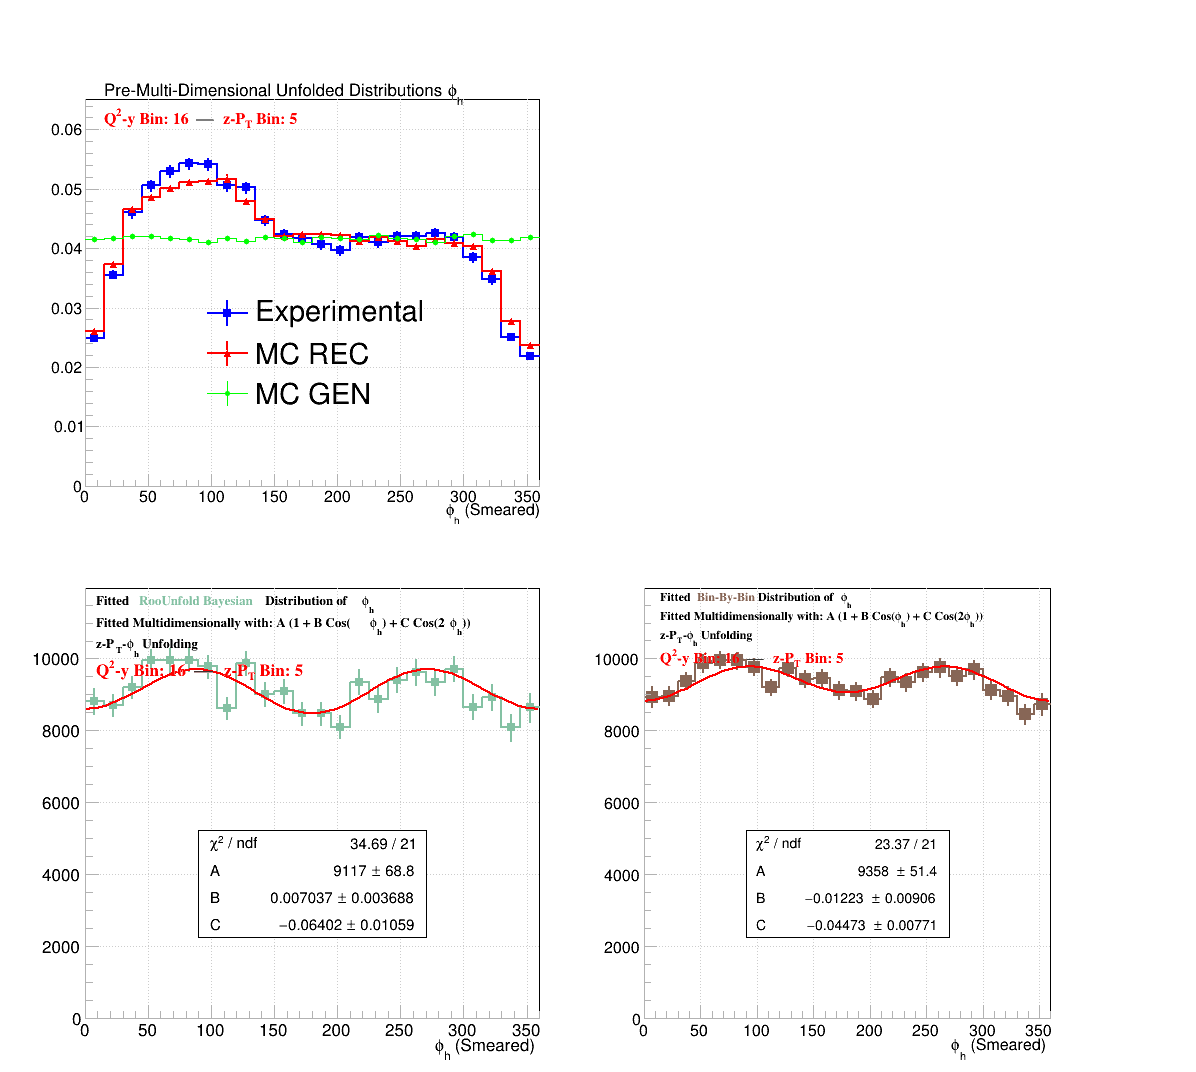 Pre-Multi-Dimensional Unfolded Distributions ϕh
Q2-y Bin: 16 — z-PT Bin: 5
0.06
0.05
0.04
0.03
0.02
0.01
0
Experimental
MC REC
MC GEN
0 50 100 150 200 250 300 350
ϕh (Smeared)
Fitted RooUnfold Bayesian Distribution of ϕh
Fitted Multidimensionally with: A (1 + B Cos( ϕh) + C Cos(2 ϕh))
z-PT-ϕh Unfolding
Q2-y Bin: 16 — z-PT Bin: 5
10000
8000
6000
4000
2000
0
χ2 / ndf 34.69 / 21
A 9117 ± 68.8
B 0.007037 ± 0.003688
C −0.06402 ± 0.01059
0 50 100 150 200 250 300 350
ϕh (Smeared)
Fitted Bin-By-Bin Distribution of ϕh
Fitted Multidimensionally with: A (1 + B Cos(ϕh) + C Cos(2ϕh))
z-PT-ϕh Unfolding
Q2-y Bin: 16 — z-PT Bin: 5
10000
8000
6000
4000
2000
0
χ2 / ndf 23.37 / 21
A 9358 ± 51.4
B −0.01223 ± 0.00906
C −0.04473 ± 0.00771
0 50 100 150 200 250 300 350
ϕh (Smeared)